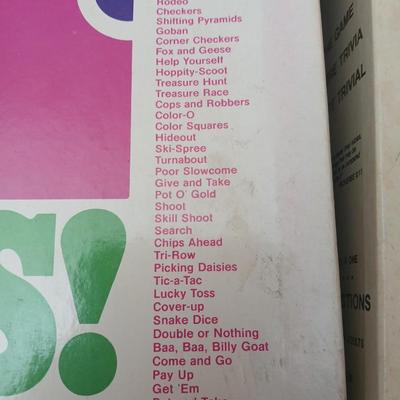 Rodeo
Checkers
Shifting Pyramids
Goban
Corner Checkers
Fox and Geese
Help Yourself
Hoppity-Scoot
Treasure Hunt
Treasure Race
Cops and Robbers
Color-O
Color Squares
Hideout
Ski-Spree
Turnabout
Poor Slowcome
Give and Take
Pot O' Gold
Shoot
Skill Shoot
Search
Chips Ahead
Tri-Row
Picking Daisies
Tic-a-Tac
Lucky Toss
Cover-up
Snake Dice
Double or Nothing
Baa, Baa, Billy Goat
Come and Go
Pay Up
Get 'Em
S!
GAME
TRIVIA
TRIVIAL